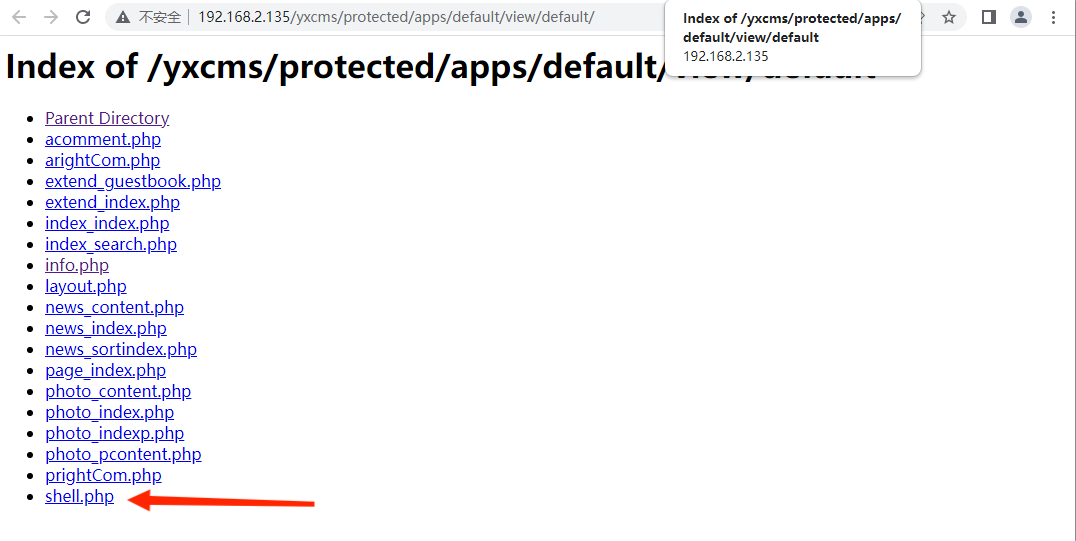 不安全 192.168.2.135/yxcms/protected/apps/default/view/default/
Index of /yxcms/protected/apps/
default/view/default
192.168.2.135
Index of /yxcms/protected/apps/default/view/default
Parent Directory
acomment.php
arightCom.php
extend_guestbook.php
extend_index.php
index_index.php
index_search.php
info.php
layout.php
news_content.php
news_index.php
news_sortindex.php
page_index.php
photo_content.php
photo_index.php
photo_indexp.php
photo_pcontent.php
prightCom.php
shell.php